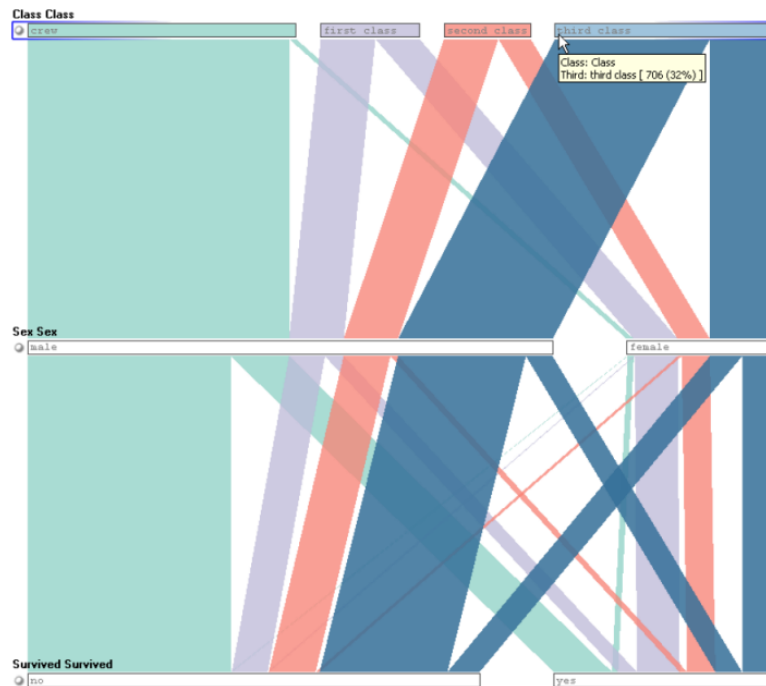 Class Class
crew first class second class third class
Class: Class
Third: third class [ 706 (32%) ]
Sex Sex
male female
Survived Survived
no yes